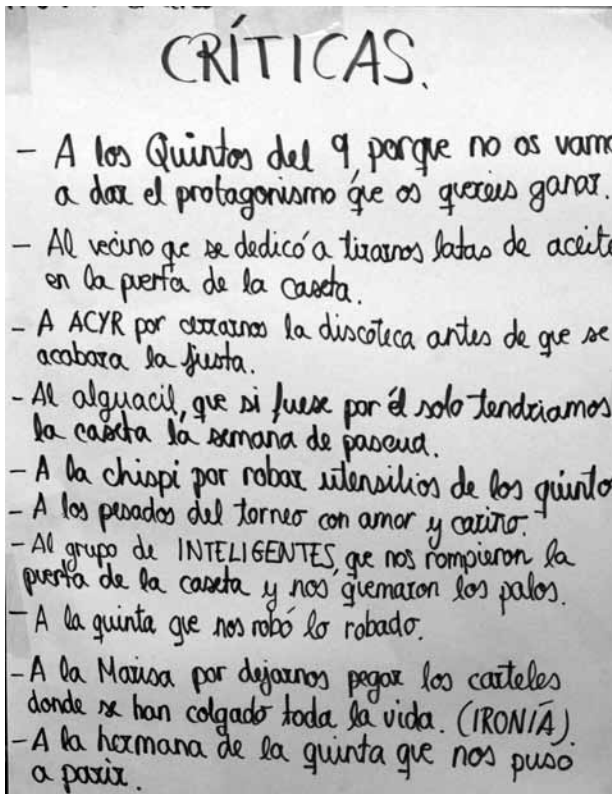 CRÍTICAS.
- A los Quintos del 9, porque no os vamo
a dar el protagonismo que os quereis ganar.
- Al vecino qe se dedicó a tirarnos latas de aceite
en la puerta de la caseta.
- A ACYR por cerrarnos la discoteca antes de que se
acabara la fiesta.
- Al alguacil, que si fuese por él solo tendriamos
la caseta la semana de pascua.
- A la chispi por robar utensilios de los quinto
- A los pesados del torneo con amor y cariño.
- Al grupo de INTELIGENTES, que nos rompieron la
puerta de la caseta y nos quemaron los palos.
- A la quinta que nos robó lo robado.
- A la Marisa por dejarnos pegar los carteles
donde se han colgado toda la vida. (IRONÍA)
- A la hermana de la quinta que nos puso
a parir.